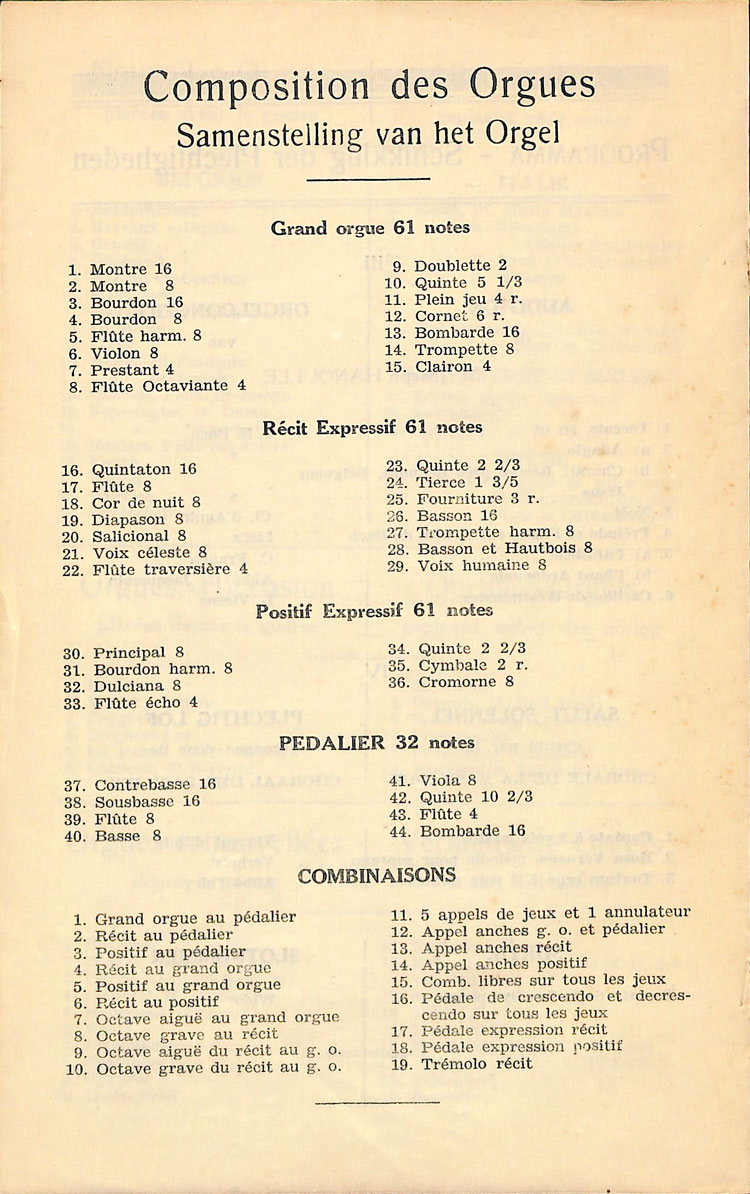 Composition des Orgues
Samenstelling van het Orgel
Grand orgue 61 notes
1. Montre 16
2. Montre 8
3. Bourdon 16
4. Bourdon 8
5. Flûte harm. 8
6. Violon 8
7. Prestant 4
8. Flûte Octaviante 4
9. Doublette 2
10. Quinte 5 1/3
11. Plein jeu 4 r.
12. Cornet 6 r.
13. Bombarde 16
14. Trompette 8
15. Clairon 4
Récit Expressif 61 notes
16. Quintaton 16
17. Flûte 8
18. Cor de nuit 8
19. Diapason 8
20. Salicional 8
21. Voix céleste 8
22. Flûte traversière 4
23. Quinte 2 2/3
24. Tierce 1 3/5
25. Fourniture 3 r.
26. Basson 16
27. Trompette harm. 8
28. Basson et Hautbois 8
29. Voix humaine 8
Positif Expressif 61 notes
30. Principal 8
31. Bourdon harm. 8
32. Dulciana 8
33. Flûte écho 4
34. Quinte 2 2/3
35. Cymbale 2 r.
36. Cromorne 8
PEDALIER 32 notes
37. Contrebasse 16
38. Sousbasse 16
39. Flûte 8
40. Basse 8
41. Viola 8
42. Quinte 10 2/3
43. Flûte 4
44. Bombarde 16
COMBINAISONS
1. Grand orgue au pédalier
2. Récit au pédalier
3. Positif au pédalier
4. Récit au grand orgue
5. Positif au grand orgue
6. Récit au positif
7. Octave aiguë au grand orgue
8. Octave grave au récit
9. Octave aiguë du récit au g. o.
10. Octave grave du récit au g. o.
11. 5 appels de jeux et 1 annulateur
12. Appel anches g. o. et pédalier
13. Appel anches récit
14. Appel anches positif
15. Comb. libres sur tous les jeux
16. Pédale de crescendo et decres-
cendo sur tous les jeux
17. Pédale expression récit
18. Pédale expression positif
19. Trémolo récit